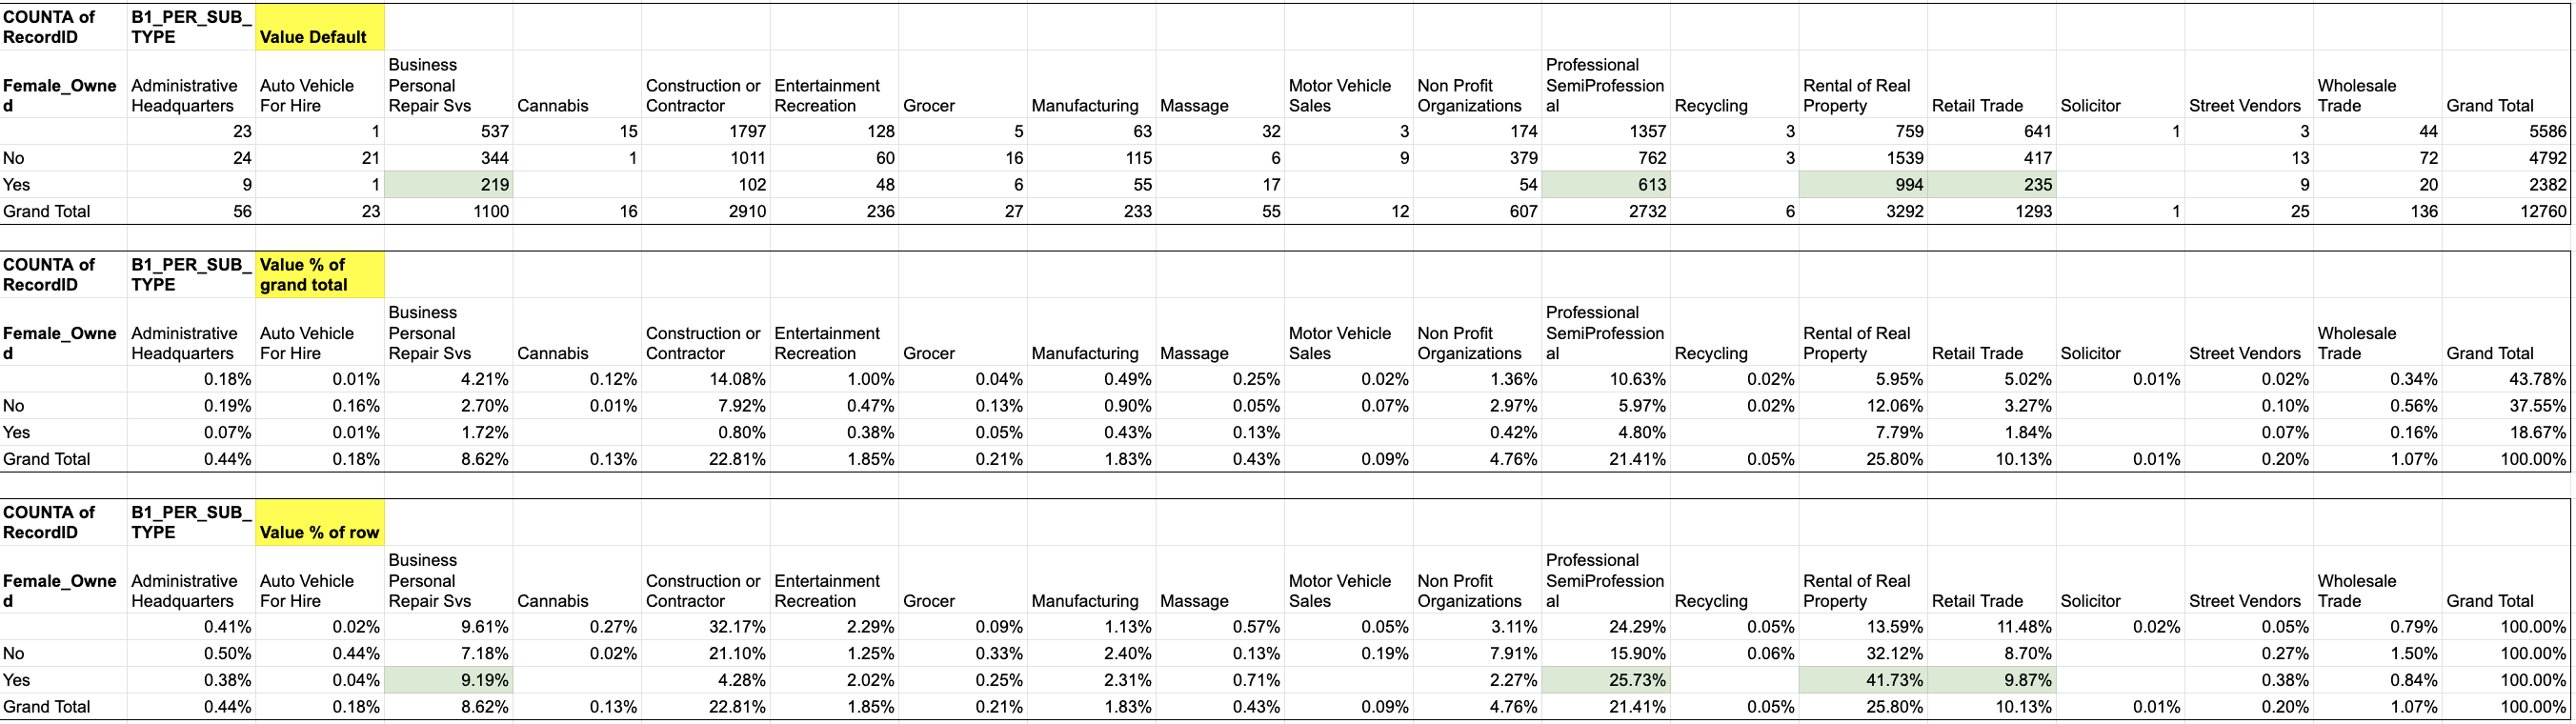 COUNTA of RecordID B1_PER_SUB_TYPE Value Default
Female_Owned Administrative Headquarters Auto Vehicle For Hire Business Personal Repair Svs Cannabis Construction or Contractor Entertainment Recreation Grocer Manufacturing Massage Motor Vehicle Sales Non Profit Organizations Professional SemiProfessional Recycling Rental of Real Property Retail Trade Solicitor Street Vendors Wholesale Trade Grand Total
23 1 537 15 1797 128 5 63 32 3 174 1357 3 759 641 1 3 44 5586
No 24 21 344 1 1011 60 16 115 6 9 379 762 3 1539 417 13 72 4792
Yes 9 1 219 102 48 6 55 17 54 613 994 235 9 20 2382
Grand Total 56 23 1100 16 2910 236 27 233 55 12 607 2732 6 3292 1293 1 25 136 12760
COUNTA of RecordID B1_PER_SUB_TYPE Value % of grand total
Female_Owned Administrative Headquarters Auto Vehicle For Hire Business Personal Repair Svs Cannabis Construction or Contractor Entertainment Recreation Grocer Manufacturing Massage Motor Vehicle Sales Non Profit Organizations Professional SemiProfessional Recycling Rental of Real Property Retail Trade Solicitor Street Vendors Wholesale Trade Grand Total
0.18% 0.01% 4.21% 0.12% 14.08% 1.00% 0.04% 0.49% 0.25% 0.02% 1.36% 10.63% 0.02% 5.95% 5.02% 0.01% 0.02% 0.34% 43.78%
No 0.19% 0.16% 2.70% 0.01% 7.92% 0.47% 0.13% 0.90% 0.05% 0.07% 2.97% 5.97% 0.02% 12.06% 3.27% 0.10% 0.56% 37.55%
Yes 0.07% 0.01% 1.72% 0.80% 0.38% 0.05% 0.43% 0.13% 0.42% 4.80% 7.79% 1.84% 0.07% 0.16% 18.67%
Grand Total 0.44% 0.18% 8.62% 0.13% 22.81% 1.85% 0.21% 1.83% 0.43% 0.09% 4.76% 21.41% 0.05% 25.80% 10.13% 0.01% 0.20% 1.07% 100.00%
COUNTA of RecordID B1_PER_SUB_TYPE Value % of row
Female_Owned Administrative Headquarters Auto Vehicle For Hire Business Personal Repair Svs Cannabis Construction or Contractor Entertainment Recreation Grocer Manufacturing Massage Motor Vehicle Sales Non Profit Organizations Professional SemiProfessional Recycling Rental of Real Property Retail Trade Solicitor Street Vendors Wholesale Trade Grand Total
0.41% 0.02% 9.61% 0.27% 32.17% 2.29% 0.09% 1.13% 0.57% 0.05% 3.11% 24.29% 0.05% 13.59% 11.48% 0.02% 0.05% 0.79% 100.00%
No 0.50% 0.44% 7.18% 0.02% 21.10% 1.25% 0.33% 2.40% 0.13% 0.19% 7.91% 15.90% 0.06% 32.12% 8.70% 0.27% 1.50% 100.00%
Yes 0.38% 0.04% 9.19% 4.28% 2.02% 0.25% 2.31% 0.71% 2.27% 25.73% 41.73% 9.87% 0.38% 0.84% 100.00%
Grand Total 0.44% 0.18% 8.62% 0.13% 22.81% 1.85% 0.21% 1.83% 0.43% 0.09% 4.76% 21.41% 0.05% 25.80% 10.13% 0.01% 0.20% 1.07% 100.00%